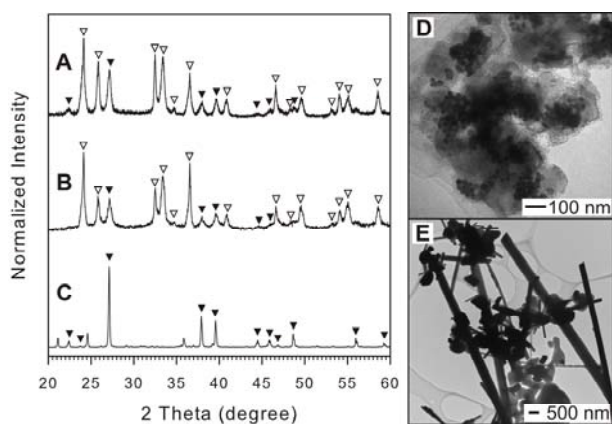 A
B
C
Normalized Intensity
20 25 30 35 40 45 50 55 60
2 Theta (degree)
D
100 nm
E
500 nm